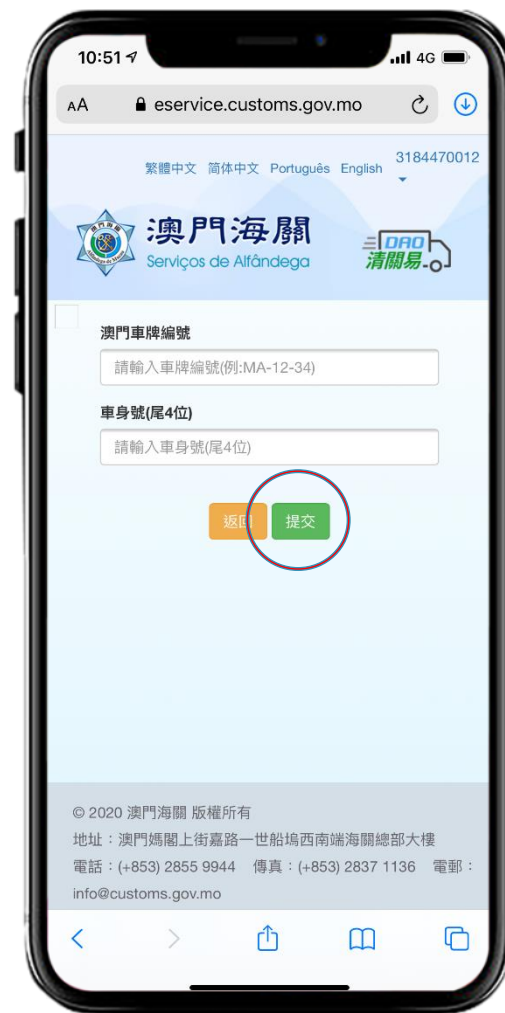 10:51
4G
AA eservice.customs.gov.mo
繁體中文 简体中文 Português English 3184470012
澳門海關
Serviços de Alfândega
DAO
清關易
澳門車牌編號
請輸入車牌編號(例:MA-12-34)
車身號(尾4位)
請輸入車身號(尾4位)
返回 提交
© 2020 澳門海關 版權所有
地址：澳門媽閣上街嘉路一世船塢西南端海關總部大樓
電話：(+853) 2855 9944 傳真：(+853) 2837 1136 電郵：
info@customs.gov.mo